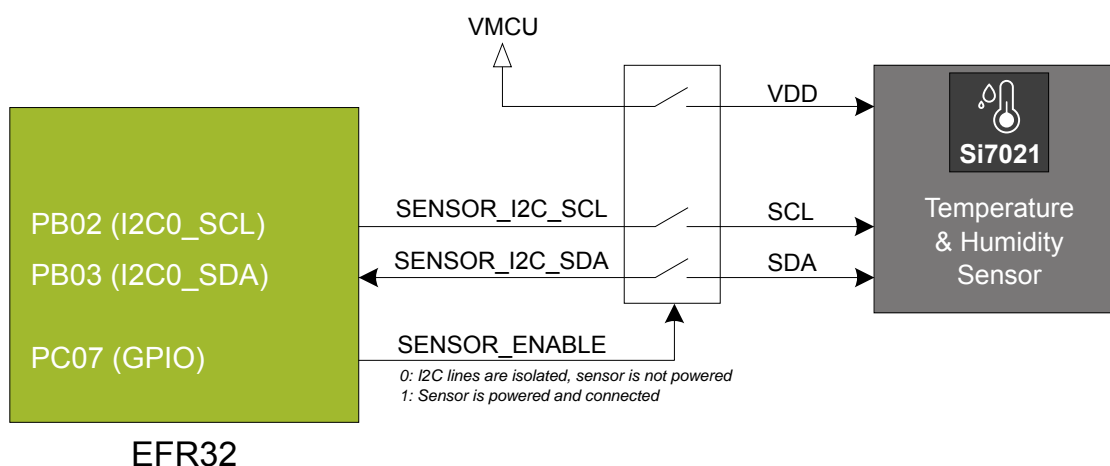 VMCU
VDD
Si7021
PB02 (I2C0_SCL)
SENSOR_I2C_SCL
SCL
Temperature
& Humidity
Sensor
PB03 (I2C0_SDA)
SENSOR_I2C_SDA
SDA
PC07 (GPIO)
SENSOR_ENABLE
0: I2C lines are isolated, sensor is not powered
1: Sensor is powered and connected
EFR32